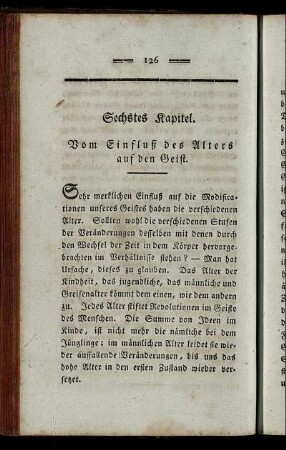 126
Sechstes Kapitel.
Vom Einfluß des Alters
auf den Geist.
Sehr merklichen Einfluß auf die Modifica-
tionen unseres Geistes haben die verschiedenen
Alter. Sollten wohl die verschiedenen Stufen
der Veränderungen desselben mit denen durch
den Wechsel der Zeit in dem Körper hervorge-
brachten im Verhältnisse stehen? — Man hat
Ursache, dieses zu glauben. Das Alter der
Kindheit, das jugendliche, das männliche und
Greisenalter kömmt dem einen, wie dem andern
zu. Jedes Alter stiftet Revolutionen im Geiste
des Menschen. Die Summe von Ideen im
Kinde, ist nicht mehr die nämliche bei dem
Jünglinge; im männlichen Alter leidet sie wie-
der auffallende Veränderungen, bis uns das
hohe Alter in den ersten Zustand wieder ver-
setzet.